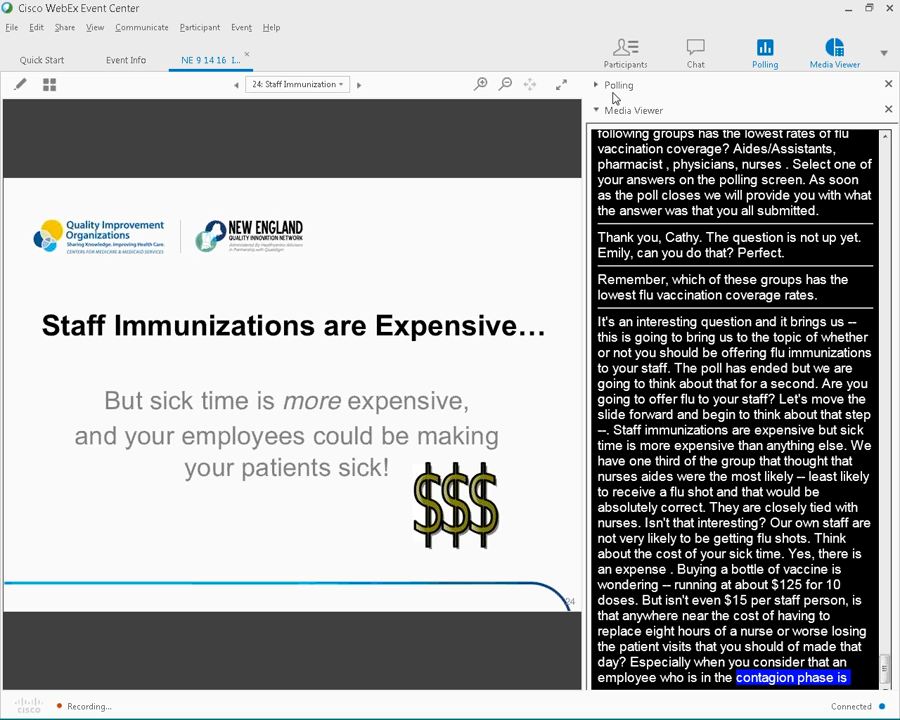 Cisco WebEx Event Center
File Edit Share View Communicate Participant Event Help
Quick Start Event Info NE 9 14 16 I...
Participants Chat Polling Media Viewer
24: Staff Immunization
Polling
Media Viewer
Quality Improvement
Organizations
Sharing Knowledge. Improving Health Care.
CENTERS FOR MEDICARE & MEDICAID SERVICES
NEW ENGLAND
QUALITY INNOVATION NETWORK
Staff Immunizations are Expensive…
But sick time is more expensive,
and your employees could be making
your patients sick!
$$$
24
following groups has the lowest rates of flu
vaccination coverage? Aides/Assistants,
pharmacist , physicians, nurses . Select one of
your answers on the polling screen. As soon
as the poll closes we will provide you with what
the answer was that you all submitted.
Thank you, Cathy. The question is not up yet.
Emily, can you do that? Perfect.
Remember, which of these groups has the
lowest flu vaccination coverage rates.
It's an interesting question and it brings us --
this is going to bring us to the topic of whether
or not you should be offering flu immunizations
to your staff. The poll has ended but we are
going to think about that for a second. Are you
going to offer flu to your staff? Let's move the
slide forward and begin to think about that step
--. Staff immunizations are expensive but sick
time is more expensive than anything else. We
have one third of the group that thought that
nurses aides were the most likely -- least likely
to receive a flu shot and that would be
absolutely correct. They are closely tied with
nurses. Isn't that interesting? Our own staff are
not very likely to be getting flu shots. Think
about the cost of your sick time. Yes, there is
an expense . Buying a bottle of vaccine is
wondering -- running at about $125 for 10
doses. But isn't even $15 per staff person, is
that anywhere near the cost of having to
replace eight hours of a nurse or worse losing
the patient visits that you should of made that
day? Especially when you consider that an
employee who is in the contagion phase is
cisco Recording... Connected